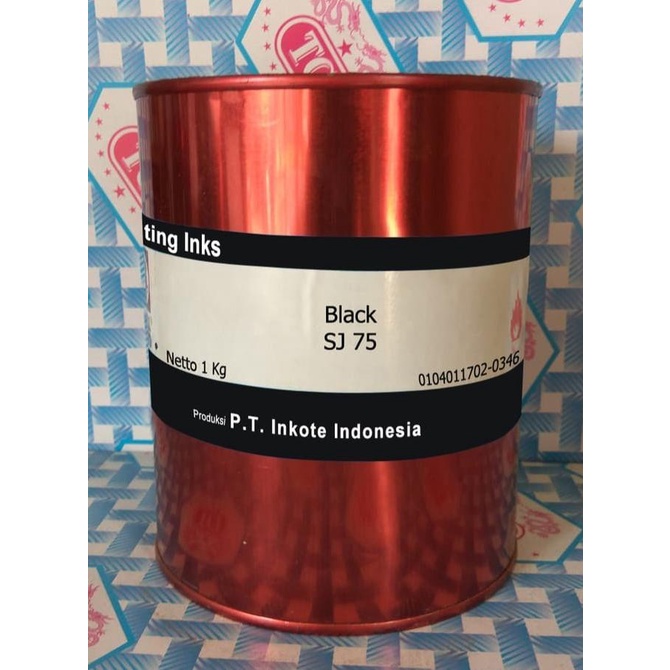 ting Inks
Black
SJ 75
Netto 1 Kg
0104011702-0346
Produksi P.T. Inkote Indonesia